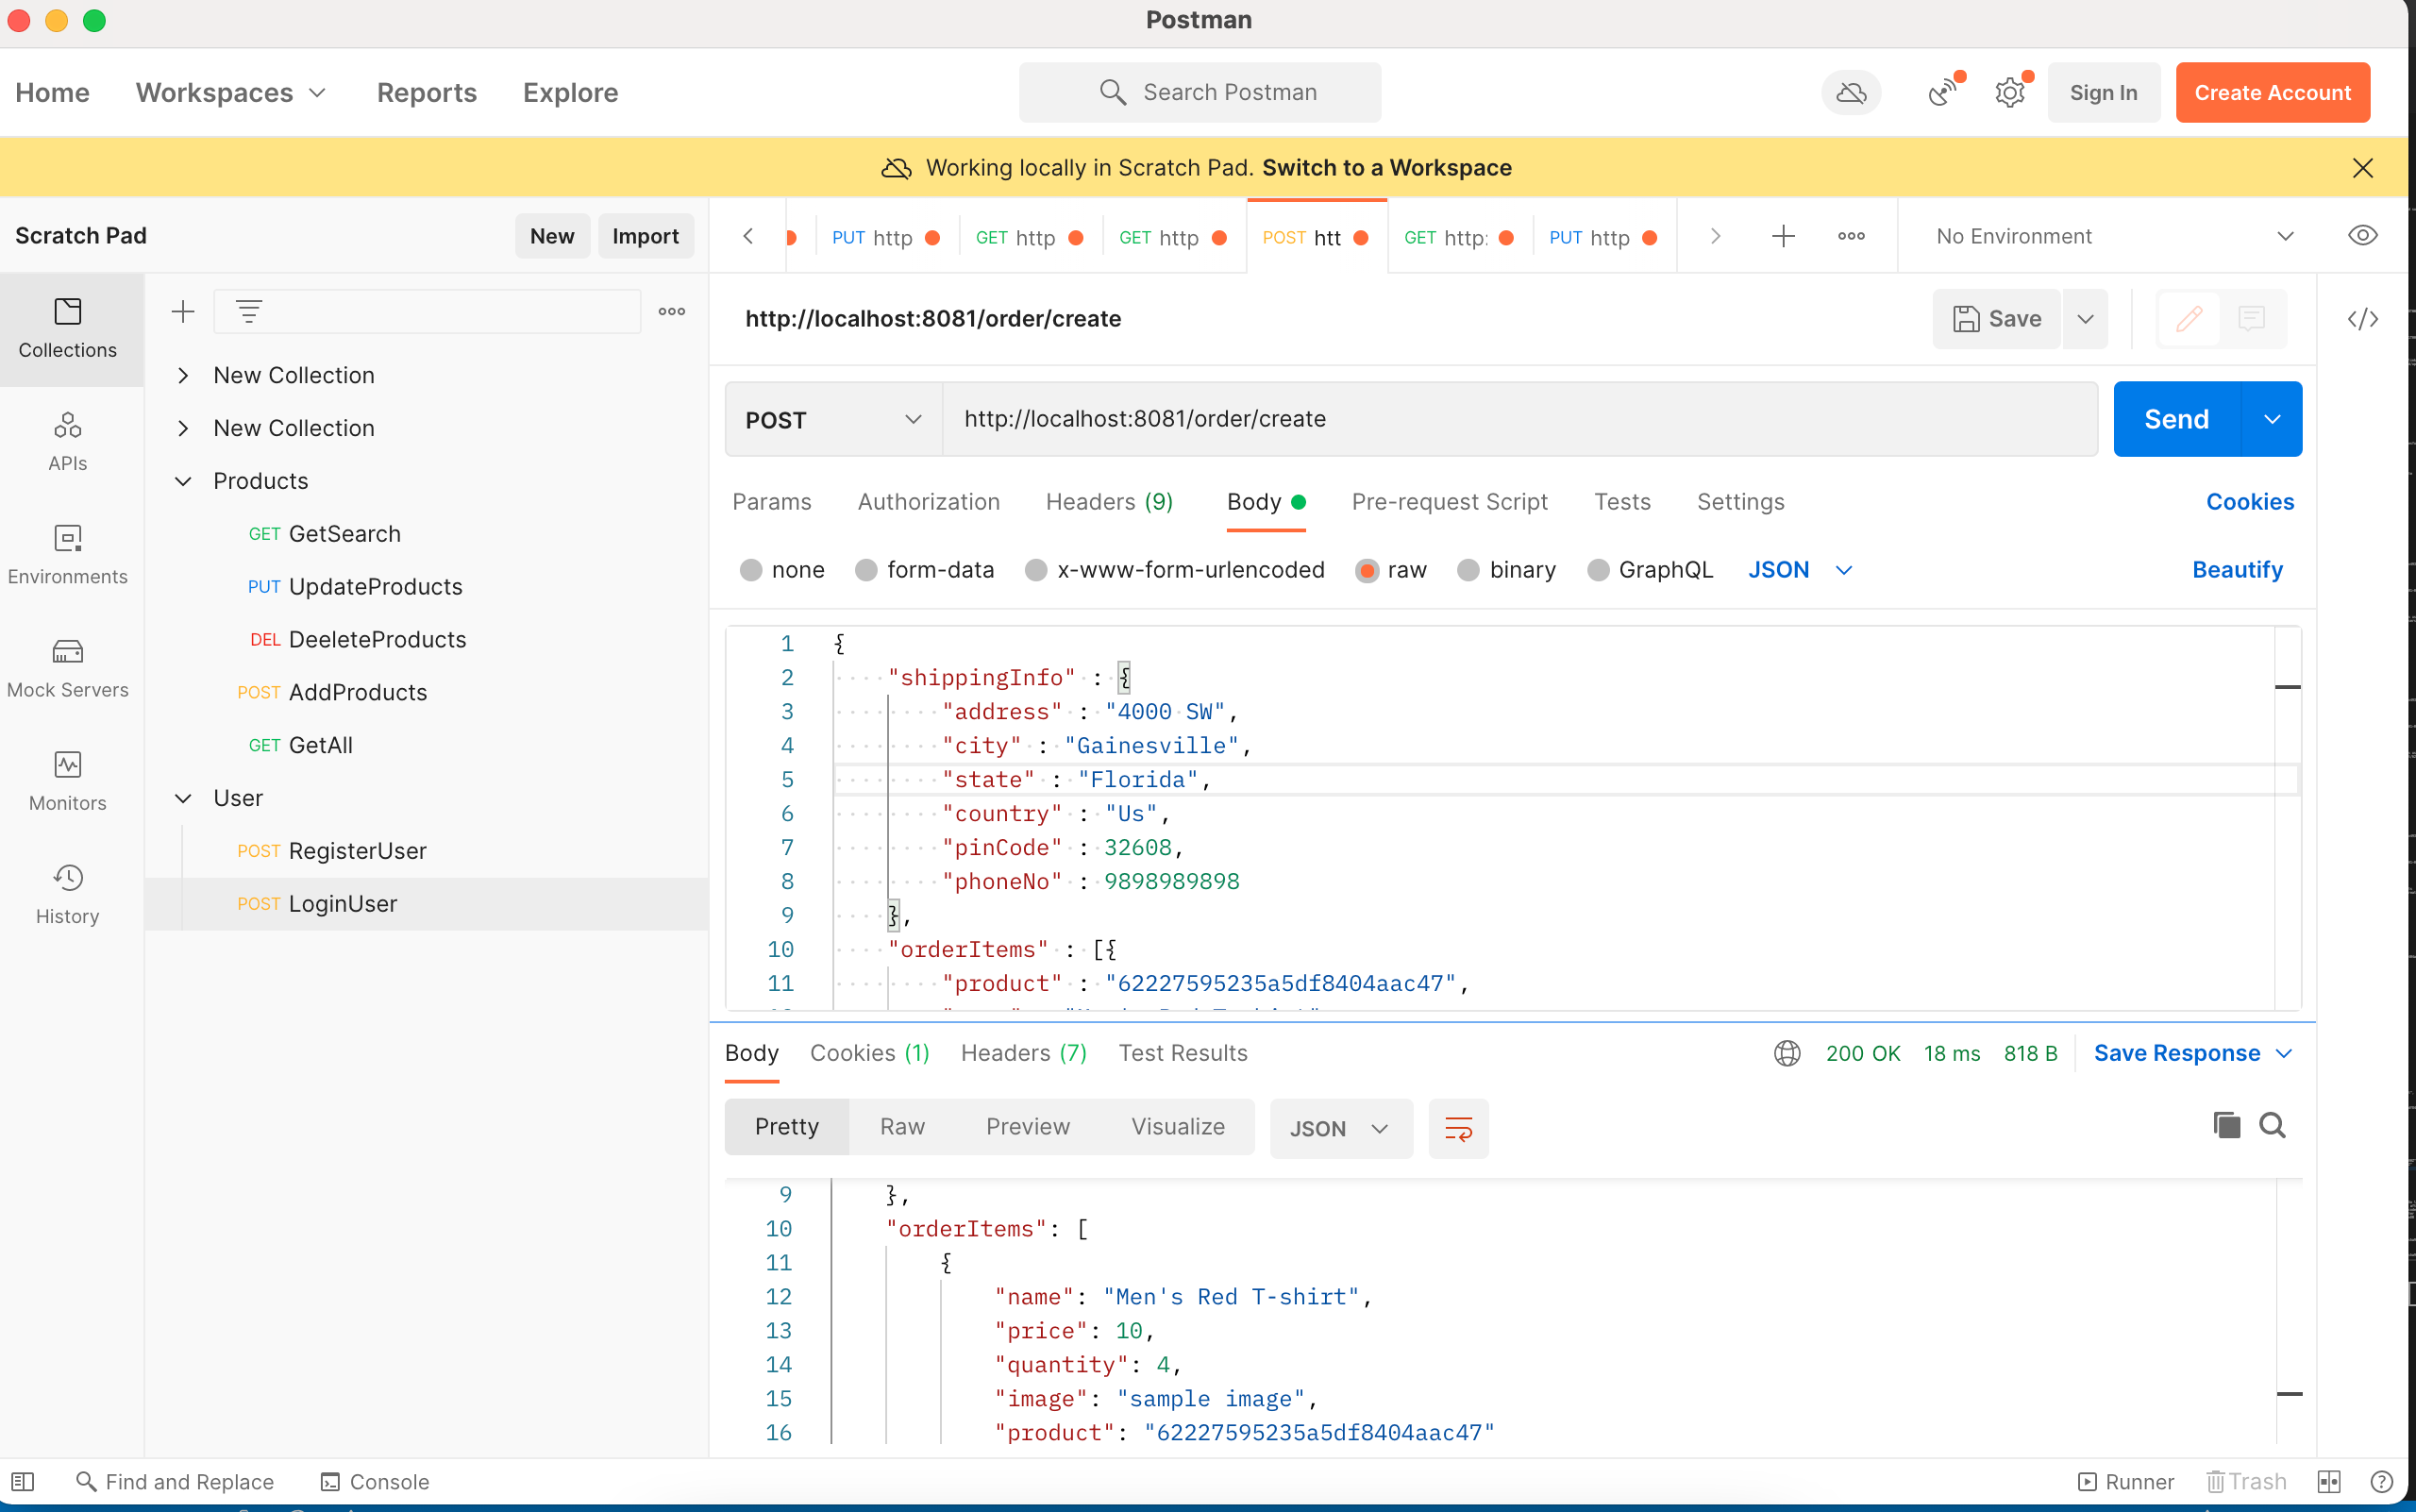 Postman
Home Workspaces Reports Explore Search Postman Sign In Create Account
Working locally in Scratch Pad. Switch to a Workspace
Scratch Pad New Import PUT http GET http GET http POST htt GET http: PUT http No Environment
Collections
APIs
Environments
Mock Servers
Monitors
History
New Collection
New Collection
Products
GET GetSearch
PUT UpdateProducts
DEL DeeleteProducts
POST AddProducts
GET GetAll
User
POST RegisterUser
POST LoginUser
http://localhost:8081/order/create Save
POST http://localhost:8081/order/create Send
Params Authorization Headers (9) Body Pre-request Script Tests Settings Cookies
none form-data x-www-form-urlencoded raw binary GraphQL JSON Beautify
1 {
2 "shippingInfo" : {
3 "address" : "4000 SW",
4 "city" : "Gainesville",
5 "state" : "Florida",
6 "country" : "Us",
7 "pinCode" : 32608,
8 "phoneNo" : 9898989898
9 },
10 "orderItems" : [{
11 "product" : "62227595235a5df8404aac47",
Body Cookies (1) Headers (7) Test Results 200 OK 18 ms 818 B Save Response
Pretty Raw Preview Visualize JSON
9 },
10 "orderItems": [
11 {
12 "name": "Men's Red T-shirt",
13 "price": 10,
14 "quantity": 4,
15 "image": "sample image",
16 "product": "62227595235a5df8404aac47"
Find and Replace Console Runner Trash